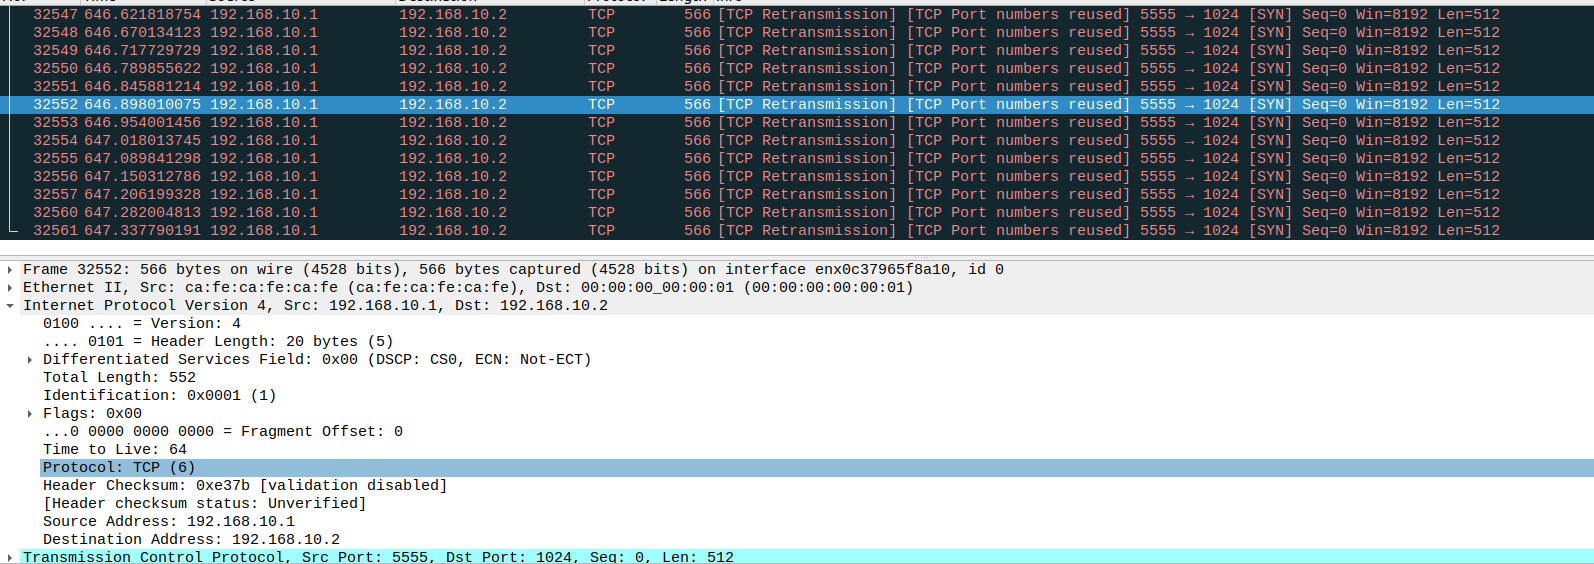 32547 646.621818754 192.168.10.1 192.168.10.2 TCP 566 [TCP Retransmission] [TCP Port numbers reused] 5555 → 1024 [SYN] Seq=0 Win=8192 Len=512
32548 646.670134123 192.168.10.1 192.168.10.2 TCP 566 [TCP Retransmission] [TCP Port numbers reused] 5555 → 1024 [SYN] Seq=0 Win=8192 Len=512
32549 646.717729729 192.168.10.1 192.168.10.2 TCP 566 [TCP Retransmission] [TCP Port numbers reused] 5555 → 1024 [SYN] Seq=0 Win=8192 Len=512
32550 646.789855622 192.168.10.1 192.168.10.2 TCP 566 [TCP Retransmission] [TCP Port numbers reused] 5555 → 1024 [SYN] Seq=0 Win=8192 Len=512
32551 646.845881214 192.168.10.1 192.168.10.2 TCP 566 [TCP Retransmission] [TCP Port numbers reused] 5555 → 1024 [SYN] Seq=0 Win=8192 Len=512
32552 646.898010075 192.168.10.1 192.168.10.2 TCP 566 [TCP Retransmission] [TCP Port numbers reused] 5555 → 1024 [SYN] Seq=0 Win=8192 Len=512
32553 646.954001456 192.168.10.1 192.168.10.2 TCP 566 [TCP Retransmission] [TCP Port numbers reused] 5555 → 1024 [SYN] Seq=0 Win=8192 Len=512
32554 647.018013745 192.168.10.1 192.168.10.2 TCP 566 [TCP Retransmission] [TCP Port numbers reused] 5555 → 1024 [SYN] Seq=0 Win=8192 Len=512
32555 647.089841298 192.168.10.1 192.168.10.2 TCP 566 [TCP Retransmission] [TCP Port numbers reused] 5555 → 1024 [SYN] Seq=0 Win=8192 Len=512
32556 647.150312786 192.168.10.1 192.168.10.2 TCP 566 [TCP Retransmission] [TCP Port numbers reused] 5555 → 1024 [SYN] Seq=0 Win=8192 Len=512
32557 647.206199328 192.168.10.1 192.168.10.2 TCP 566 [TCP Retransmission] [TCP Port numbers reused] 5555 → 1024 [SYN] Seq=0 Win=8192 Len=512
32560 647.282004813 192.168.10.1 192.168.10.2 TCP 566 [TCP Retransmission] [TCP Port numbers reused] 5555 → 1024 [SYN] Seq=0 Win=8192 Len=512
32561 647.337790191 192.168.10.1 192.168.10.2 TCP 566 [TCP Retransmission] [TCP Port numbers reused] 5555 → 1024 [SYN] Seq=0 Win=8192 Len=512
Frame 32552: 566 bytes on wire (4528 bits), 566 bytes captured (4528 bits) on interface enx0c37965f8a10, id 0
Ethernet II, Src: ca:fe:ca:fe:ca:fe (ca:fe:ca:fe:ca:fe), Dst: 00:00:00_00:00:01 (00:00:00:00:00:01)
Internet Protocol Version 4, Src: 192.168.10.1, Dst: 192.168.10.2
0100 .... = Version: 4
.... 0101 = Header Length: 20 bytes (5)
Differentiated Services Field: 0x00 (DSCP: CS0, ECN: Not-ECT)
Total Length: 552
Identification: 0x0001 (1)
Flags: 0x00
...0 0000 0000 0000 = Fragment Offset: 0
Time to Live: 64
Protocol: TCP (6)
Header Checksum: 0xe37b [validation disabled]
[Header checksum status: Unverified]
Source Address: 192.168.10.1
Destination Address: 192.168.10.2
Transmission Control Protocol, Src Port: 5555, Dst Port: 1024, Seq: 0, Len: 512